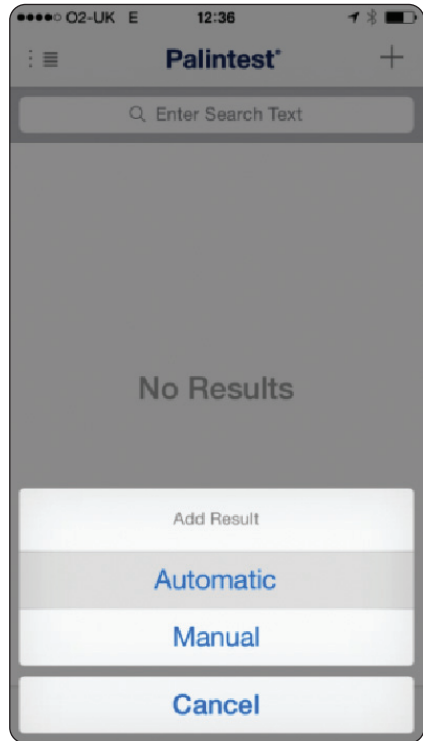 O2-UK E 12:36
Palintest®
Enter Search Text
No Results
Add Result
Automatic
Manual
Cancel